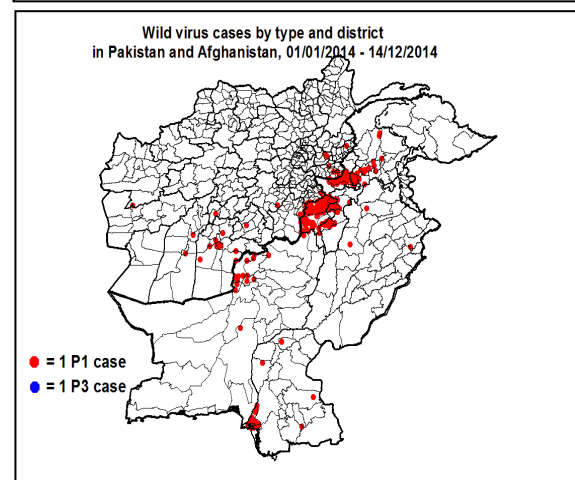 Wild virus cases by type and district
in Pakistan and Afghanistan, 01/01/2014 - 14/12/2014
= 1 P1 case
= 1 P3 case